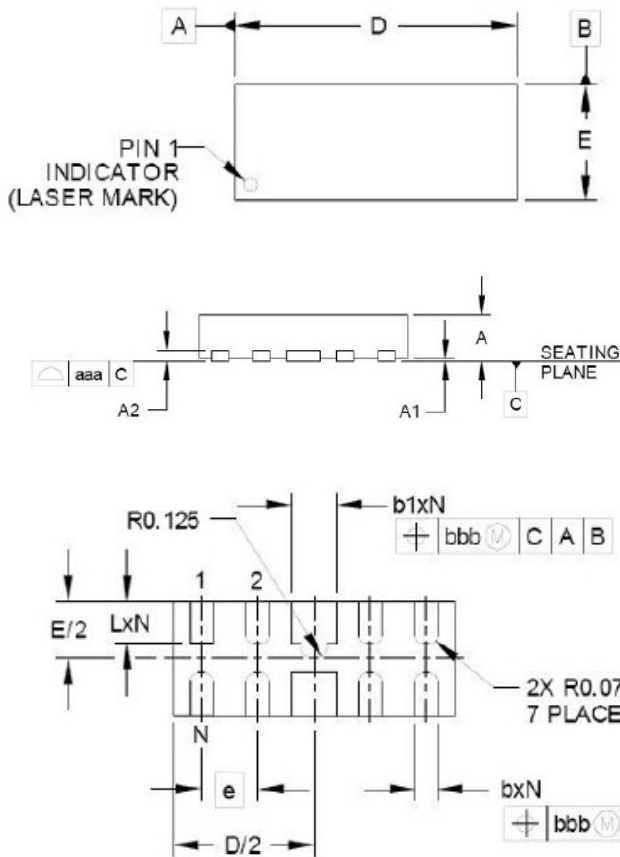 A D B
PIN 1
INDICATOR
(LASER MARK)
E
A
SEATING
PLANE
aaa C
A2 A1 C
b1xN
R0.125
bbb Ⓜ C A B
1 2
E/2 LxN
2X R0.07
7 PLACE
N
e bxN
bbb Ⓜ
D/2